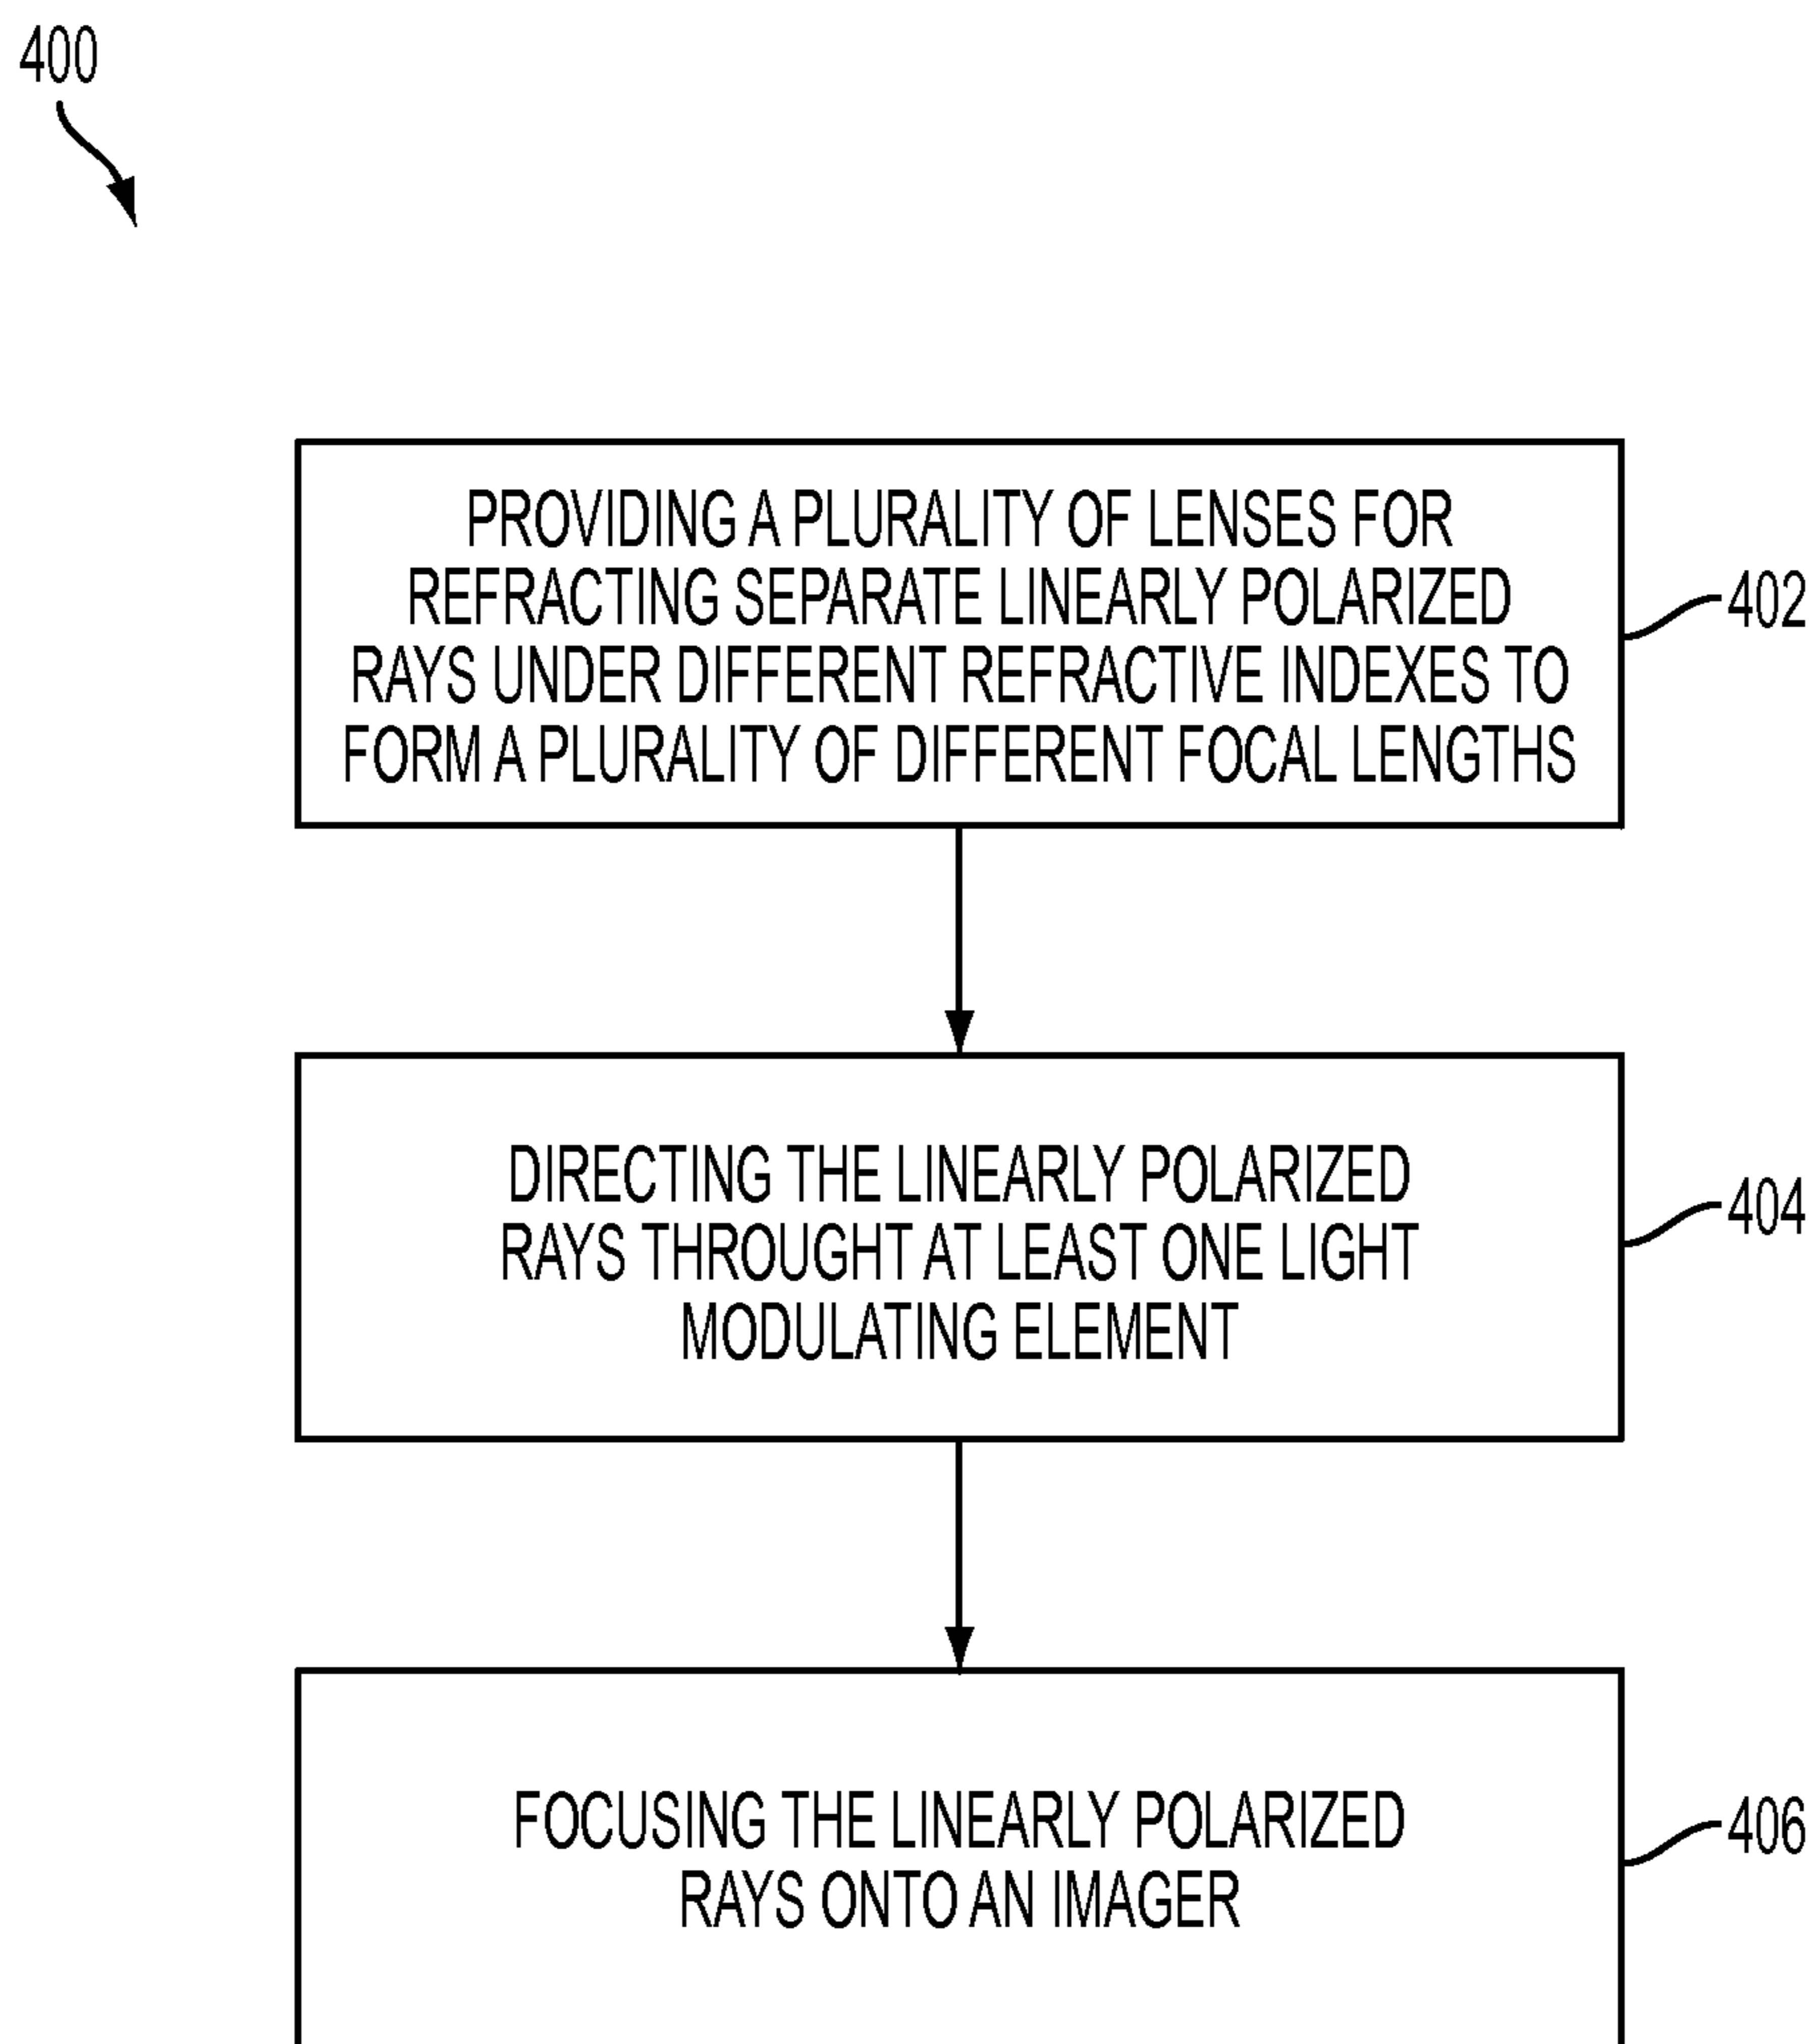 400
PROVIDING A PLURALITY OF LENSES FOR
REFRACTING SEPARATE LINEARLY POLARIZED
RAYS UNDER DIFFERENT REFRACTIVE INDEXES TO
FORM A PLURALITY OF DIFFERENT FOCAL LENGTHS
402
DIRECTING THE LINEARLY POLARIZED
RAYS THROUGHT AT LEAST ONE LIGHT
MODULATING ELEMENT
404
FOCUSING THE LINEARLY POLARIZED
RAYS ONTO AN IMAGER
406